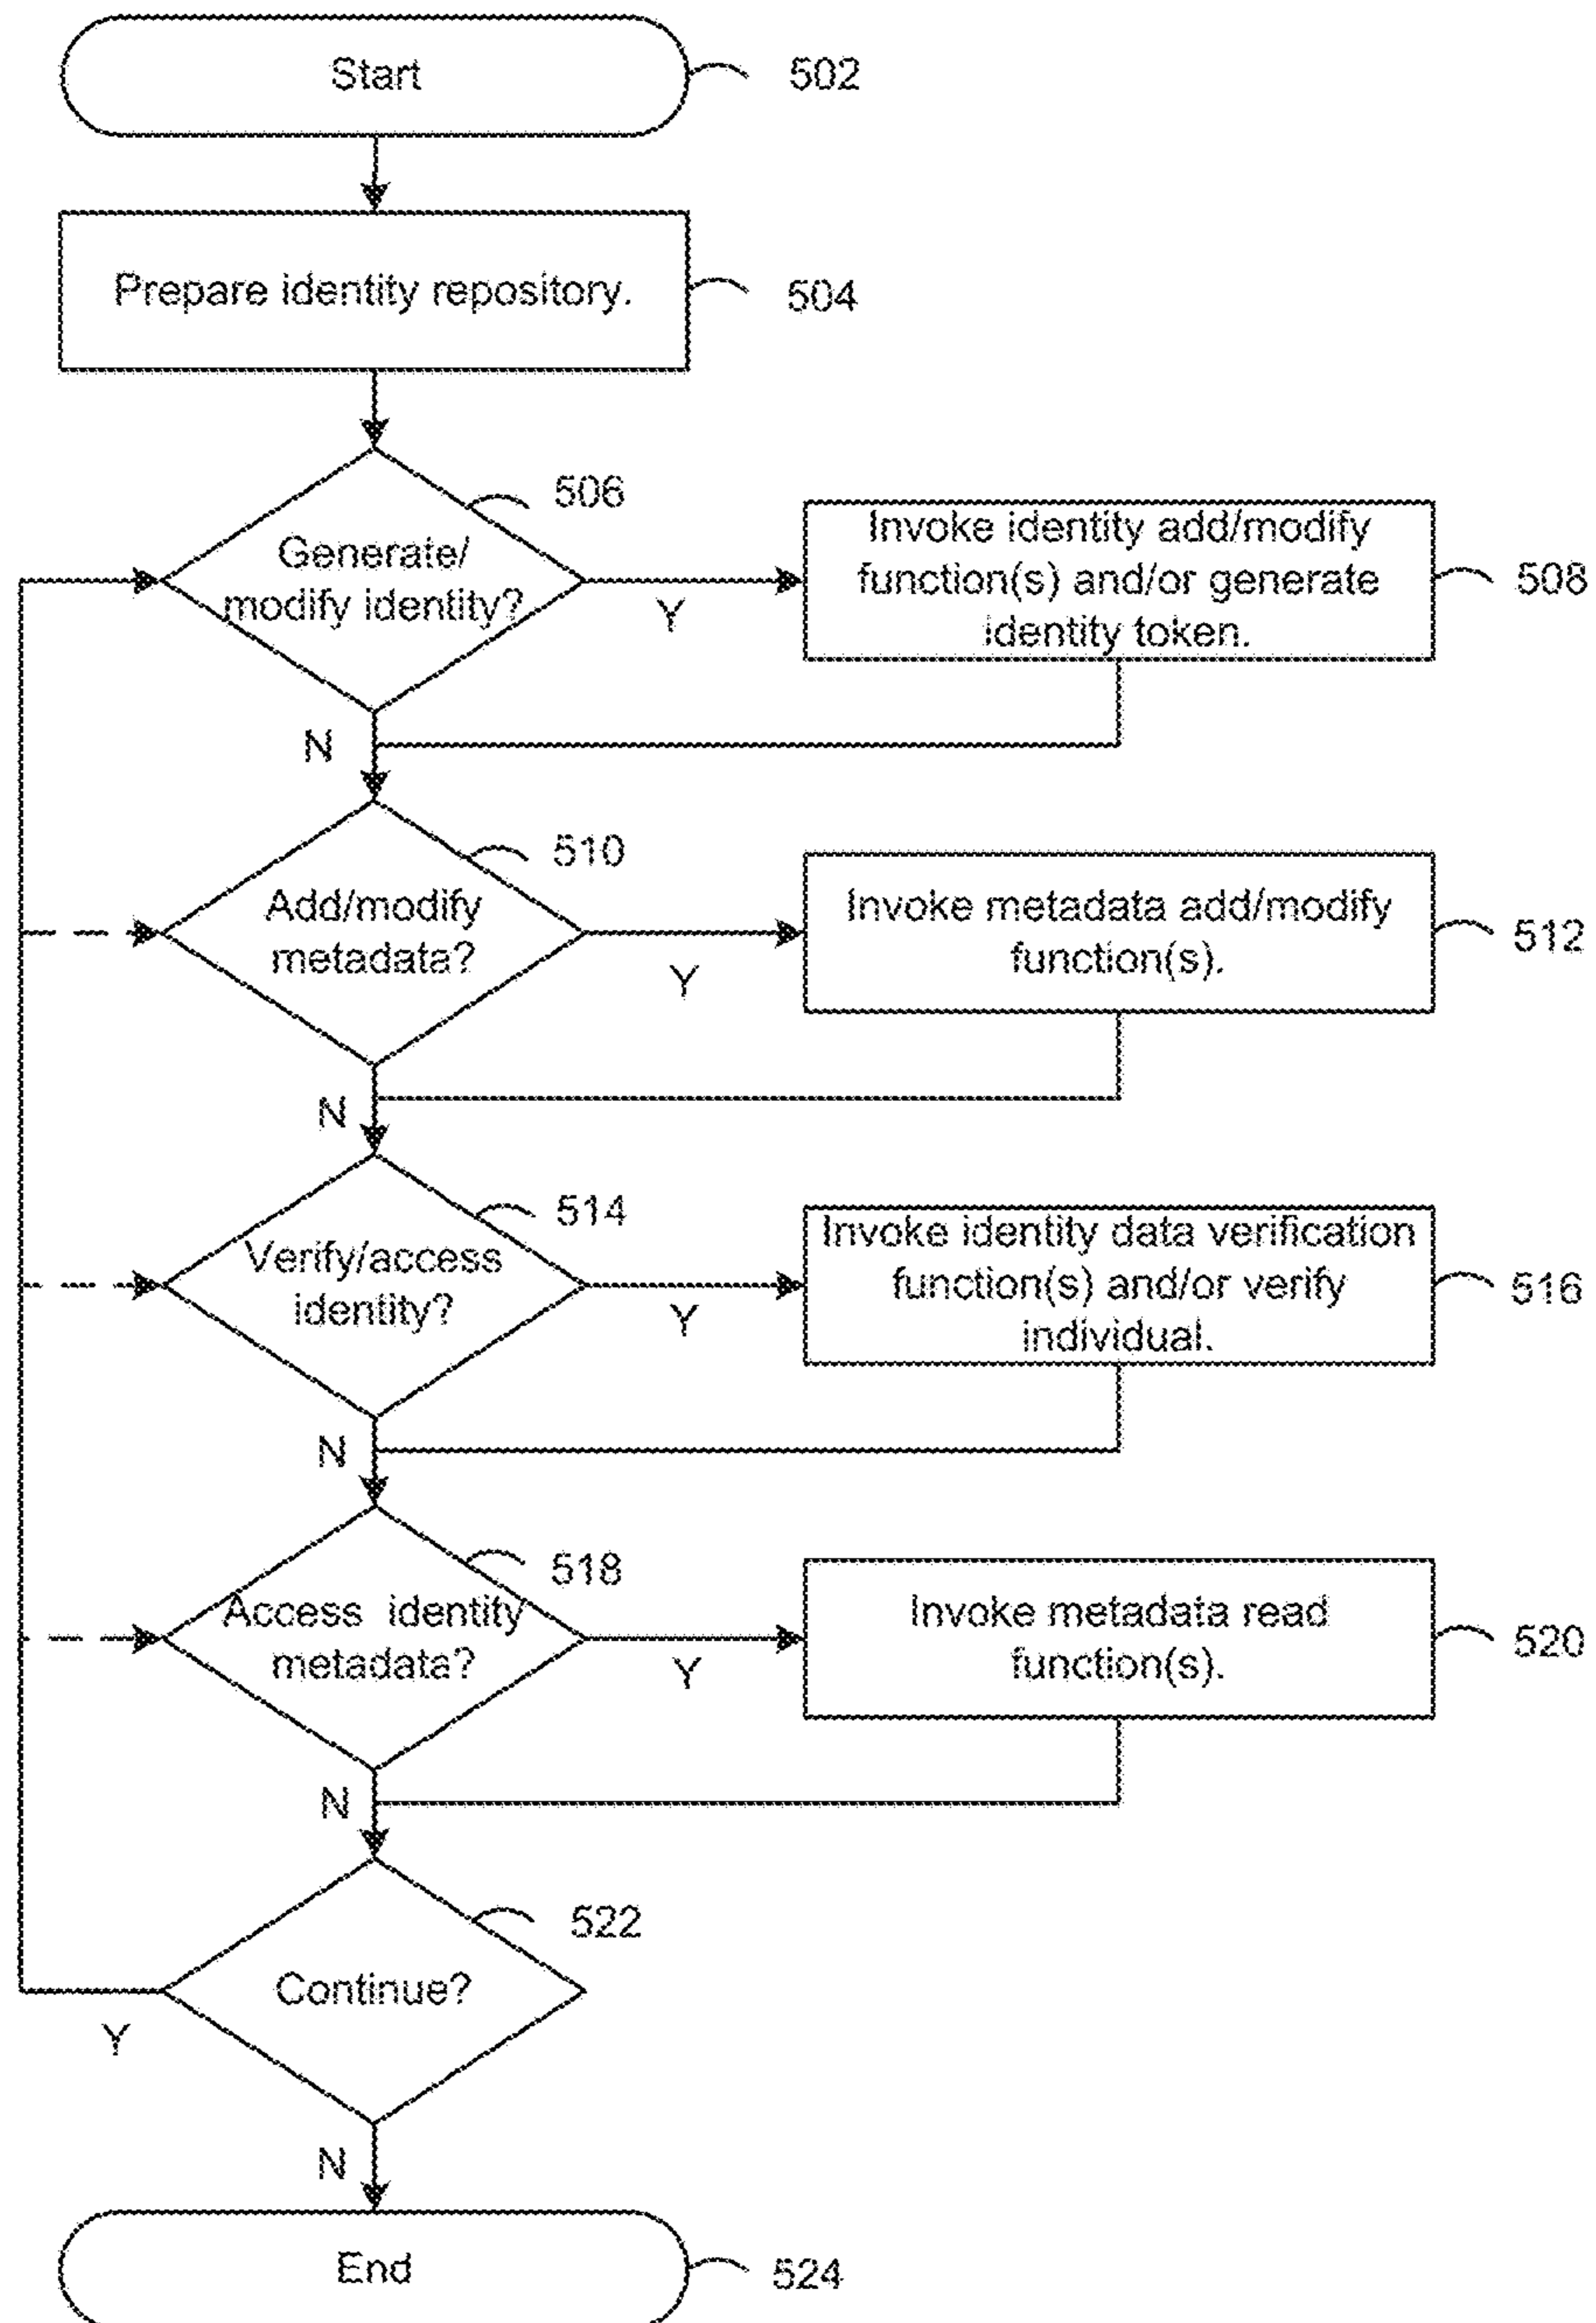 Start
502
Prepare identity repository.
504
506
Generate/
modify identity?
Y
Invoke identity add/modify
function(s) and/or generate
identity token.
508
N
510
Add/modify
metadata?
Y
Invoke metadata add/modify
function(s).
512
N
514
Verify/access
identity?
Y
Invoke identity data verification
function(s) and/or verify
individual.
516
N
518
Access identity
metadata?
Y
Invoke metadata read
function(s).
520
N
522
Continue?
Y
N
End
524